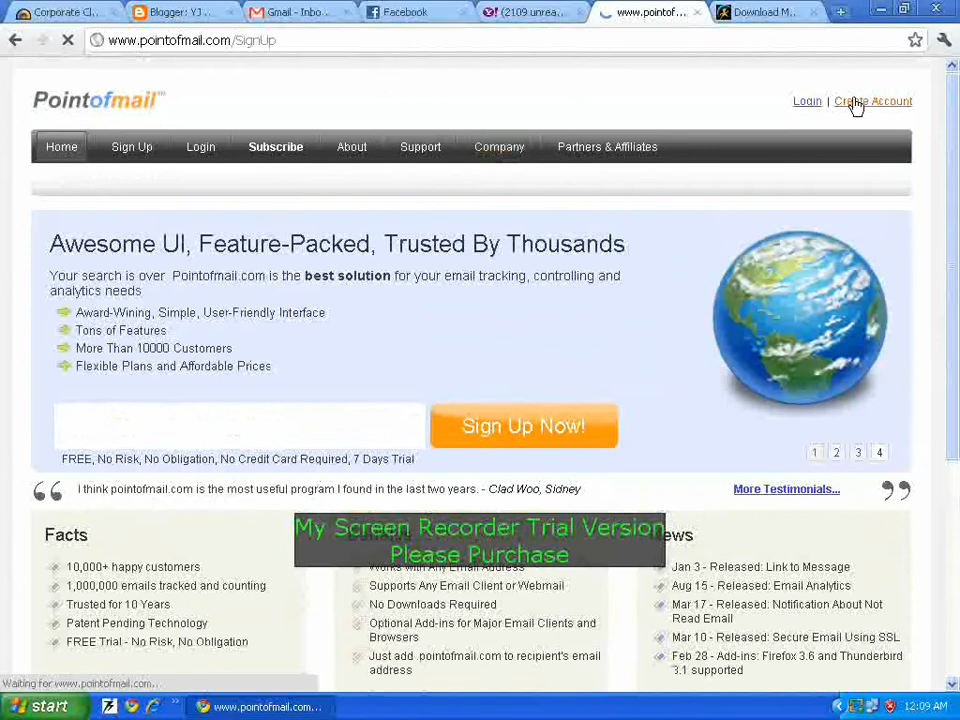 Corporate Cl...
Blogger: YJ ...
Gmail - Inbo...
Facebook
(2109 unrea...
www.pointof...
Download M...
www.pointofmail.com/SignUp
Pointofmail™
Login | Create Account
Home
Sign Up
Login
Subscribe
About
Support
Company
Partners & Affiliates
Awesome UI, Feature-Packed, Trusted By Thousands
Your search is over Pointofmail.com is the best solution for your email tracking, controlling and
analytics needs
Award-Wining, Simple, User-Friendly Interface
Tons of Features
More Than 10000 Customers
Flexible Plans and Affordable Prices
Sign Up Now!
FREE, No Risk, No Obligation, No Credit Card Required, 7 Days Trial
1 2 3 4
I think pointofmail.com is the most useful program I found in the last two years. - Clad Woo, Sidney
More Testimonials...
My Screen Recorder Trial Version
Please Purchase
Facts
10,000+ happy customers
1,000,000 emails tracked and counting
Trusted for 10 Years
Patent Pending Technology
FREE Trial - No Risk, No Obligation
Works with Any Email Address
Supports Any Email Client or Webmail
No Downloads Required
Optional Add-ins for Major Email Clients and
Browsers
Just add .pointofmail.com to recipient's email
address
News
Jan 3 - Released: Link to Message
Aug 15 - Released: Email Analytics
Mar 17 - Released: Notification About Not
Read Email
Mar 10 - Released: Secure Email Using SSL
Feb 28 - Add-ins: Firefox 3.6 and Thunderbird
3.1 supported
Waiting for www.pointofmail.com...
start
www.pointofmail.com...
12:09 AM